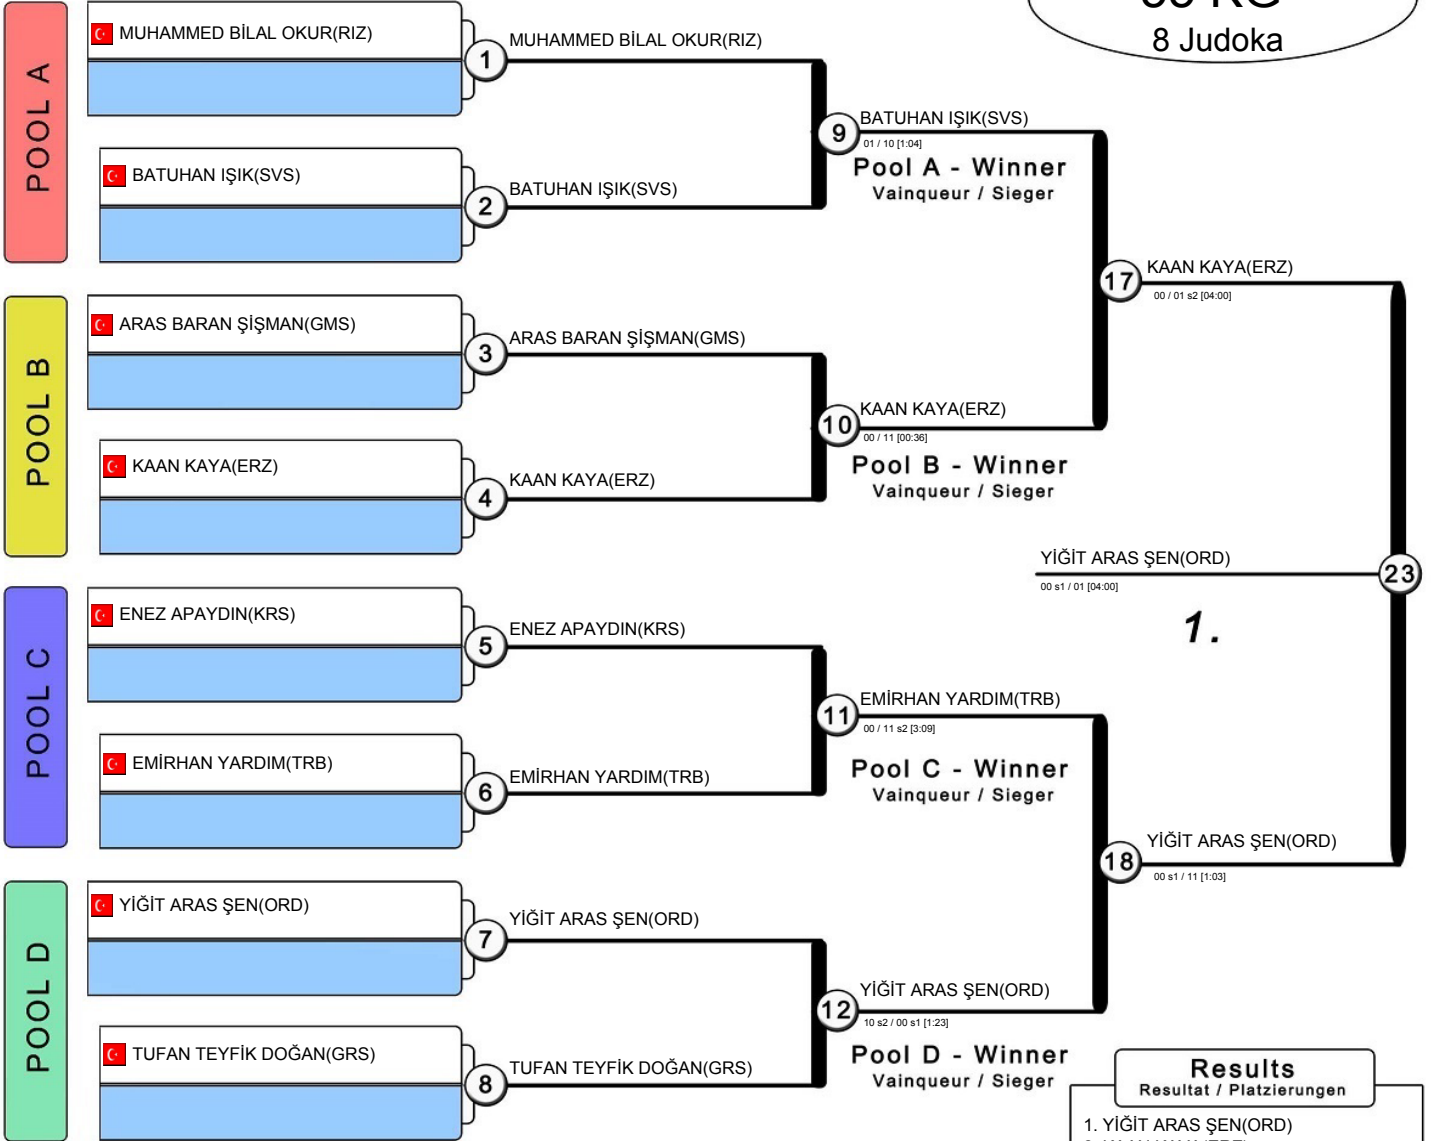 KG
8 Judoka
POOL A
MUHAMMED BİLAL OKUR(RIZ)
1
MUHAMMED BİLAL OKUR(RIZ)
BATUHAN IŞIK(SVS)
2
BATUHAN IŞIK(SVS)
9
BATUHAN IŞIK(SVS)
01 / 10 [1:04]
Pool A - Winner
Vainqueur / Sieger
POOL B
ARAS BARAN ŞİŞMAN(GMS)
3
ARAS BARAN ŞİŞMAN(GMS)
KAAN KAYA(ERZ)
4
KAAN KAYA(ERZ)
10
KAAN KAYA(ERZ)
00 / 11 [00:36]
Pool B - Winner
Vainqueur / Sieger
17
KAAN KAYA(ERZ)
00 / 01 s2 [04:00]
YİĞİT ARAS ŞEN(ORD)
00 s1 / 01 [04:00]
23
1.
POOL C
ENEZ APAYDIN(KRS)
5
ENEZ APAYDIN(KRS)
EMİRHAN YARDIM(TRB)
6
EMİRHAN YARDIM(TRB)
11
EMİRHAN YARDIM(TRB)
00 / 11 s2 [3:09]
Pool C - Winner
Vainqueur / Sieger
POOL D
YİĞİT ARAS ŞEN(ORD)
7
YİĞİT ARAS ŞEN(ORD)
TUFAN TEYFİK DOĞAN(GRS)
8
TUFAN TEYFİK DOĞAN(GRS)
12
YİĞİT ARAS ŞEN(ORD)
10 s2 / 00 s1 [1:23]
Pool D - Winner
Vainqueur / Sieger
18
YİĞİT ARAS ŞEN(ORD)
00 s1 / 11 [1:03]
Results
Resultat / Platzierungen
1. YİĞİT ARAS ŞEN(ORD)